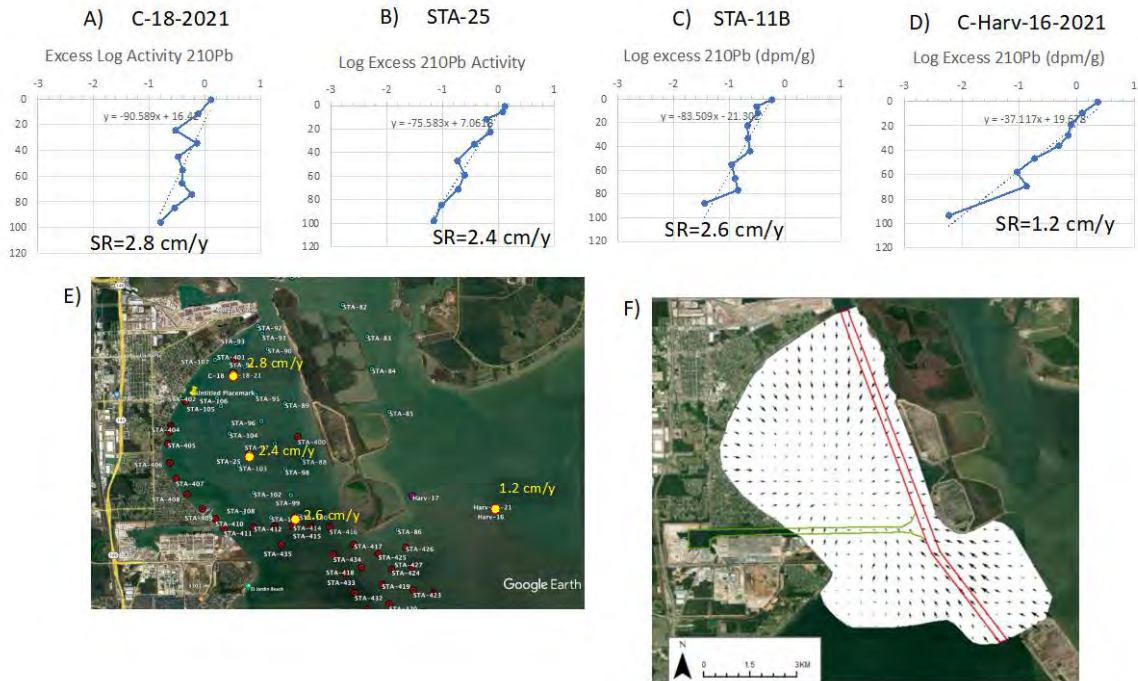 A) C-18-2021
B) STA-25
C) STA-11B
D) C-Harv-16-2021
Excess Log Activity 210Pb
-3 -2 -1 0 1
0
20
40
60
80
100
120
y = -90.589x + 16.42
SR=2.8 cm/y
Log Excess 210Pb Activity
-3 -2 -1 0 1
0
20
40
60
80
100
120
y = -75.583x + 7.0618
SR=2.4 cm/y
Log excess 210Pb (dpm/g)
-3 -2 -1 0 1
0
20
40
60
80
100
120
y = -83.509x - 21.302
SR=2.6 cm/y
Log Excess 210Pb (dpm/g)
-3 -2 -1 0 1
0
20
40
60
80
100
120
y = -37.117x + 19.678
SR=1.2 cm/y
E)
STA-82
STA-92
STA-91
STA-81
STA-93
STA-90
STA-401
2.8 cm/y
C-18
STA-84
Untitled Placemark
STA-402
STA-106
STA-105
STA-95
STA-89
STA-85
STA-96
STA-404
STA-104
STA-400
STA-405
2.4 cm/y
STA-406
STA-25
STA-103
STA-88
STA-98
STA-407
1.2 cm/y
STA-408
STA-102
STA-99
Harv-17
Harv-16
STA-308
2.6 cm/y
STA-410
STA-411
STA-412
STA-414
STA-415
STA-416
STA-86
STA-435
STA-417
STA-426
STA-434
STA-425
STA-427
STA-418
STA-424
STA-433
STA-419
STA-423
STA-432
El Jardin Beach
Google Earth
F)
N
0 1.5 3KM